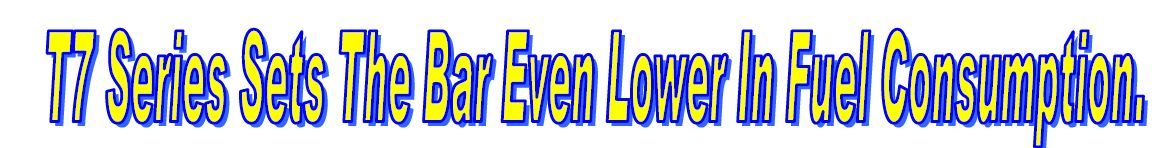 T7 Series Sets The Bar Even Lower In Fuel Consumption.